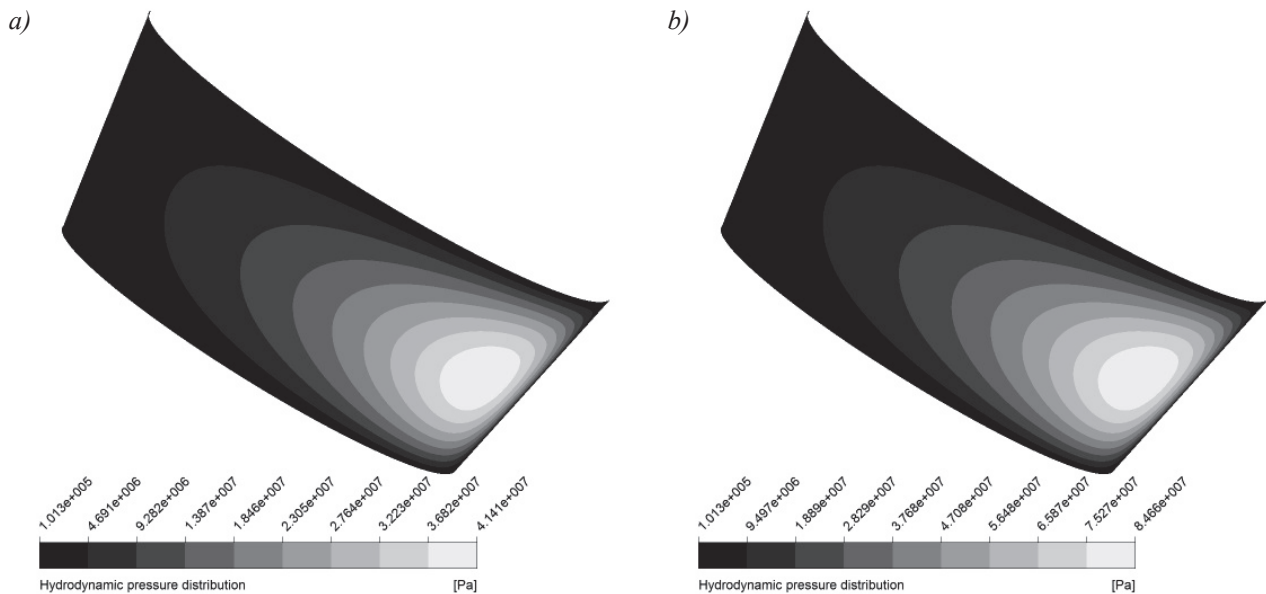 a)
1.013e+005
4.691e+006
9.282e+006
1.387e+007
1.846e+007
2.305e+007
2.764e+007
3.223e+007
3.682e+007
4.141e+007
Hydrodynamic pressure distribution [Pa]
b)
1.013e+005
9.497e+006
1.889e+007
2.829e+007
3.768e+007
4.708e+007
5.648e+007
6.587e+007
7.527e+007
8.466e+007
Hydrodynamic pressure distribution [Pa]